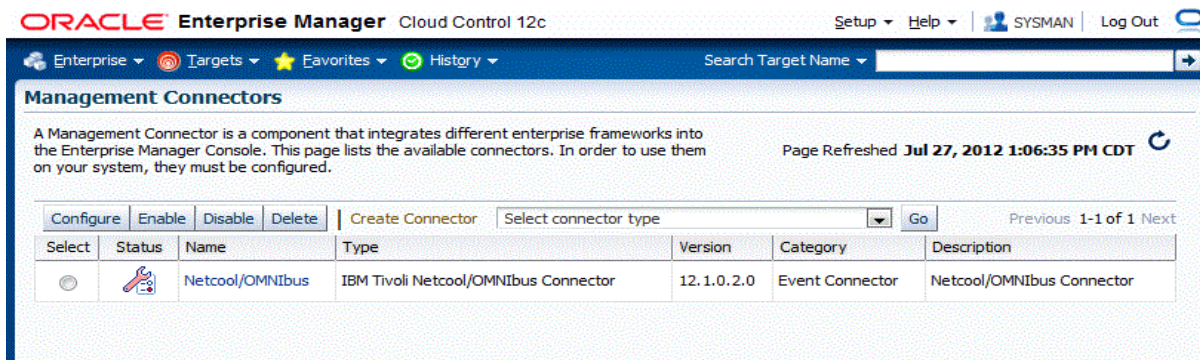 ORACLE Enterprise Manager Cloud Control 12c
Setup Help SYSMAN Log Out
Enterprise Targets Favorites History Search Target Name
Management Connectors
A Management Connector is a component that integrates different enterprise frameworks into
the Enterprise Manager Console. This page lists the available connectors. In order to use them
on your system, they must be configured.
Page Refreshed Jul 27, 2012 1:06:35 PM CDT
Configure Enable Disable Delete Create Connector Select connector type Go Previous 1-1 of 1 Next
Select Status Name Type Version Category Description
Netcool/OMNIbus IBM Tivoli Netcool/OMNIbus Connector 12.1.0.2.0 Event Connector Netcool/OMNIbus Connector